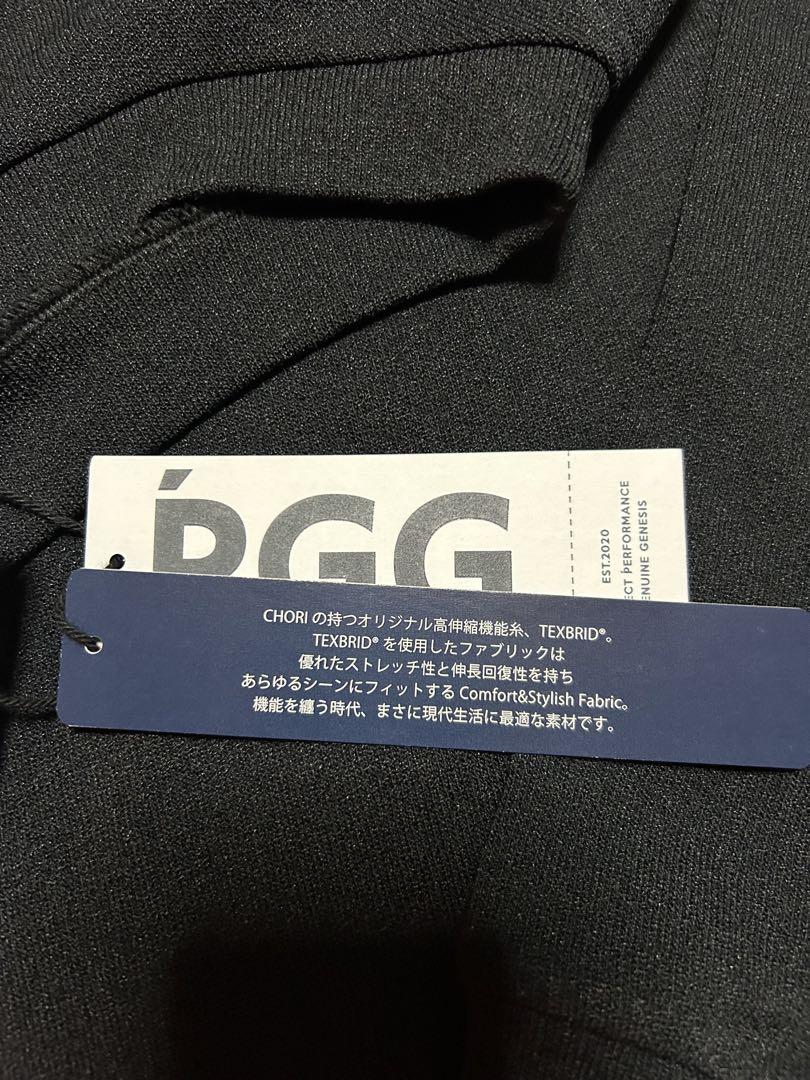 PGG
EST.2020
PERFORMANCE
GENESIS
CHORI の持つオリジナル高伸縮機能糸、TEXBRID®。
TEXBRID® を使用したファブリックは
優れたストレッチ性と伸長回復性を持ち
あらゆるシーンにフィットする Comfort&Stylish Fabric。
機能を纏う時代、まさに現代生活に最適な素材です。